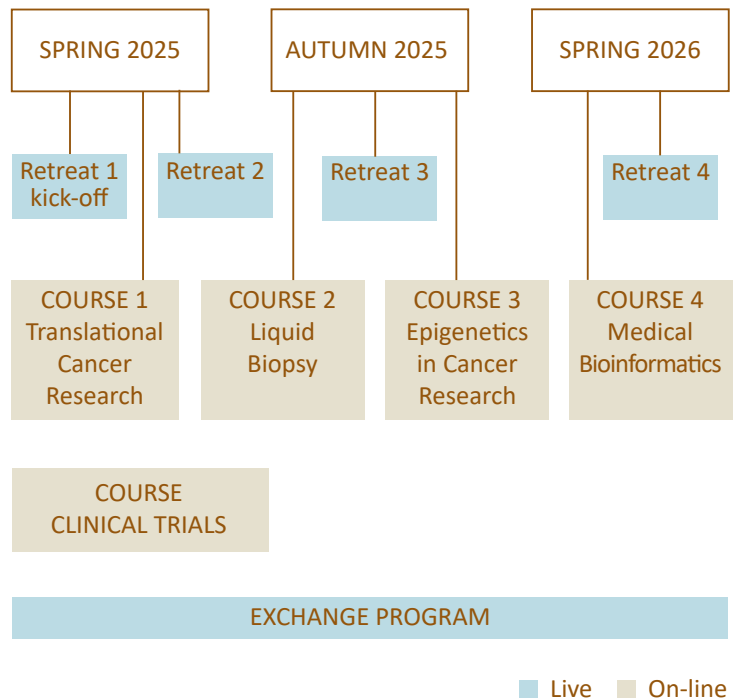 SPRING 2025
AUTUMN 2025
SPRING 2026
Retreat 1
kick-off
Retreat 2
Retreat 3
Retreat 4
COURSE 1
Translational
Cancer
Research
COURSE 2
Liquid
Biopsy
COURSE 3
Epigenetics
in Cancer
Research
COURSE 4
Medical
Bioinformatics
COURSE
CLINICAL TRIALS
EXCHANGE PROGRAM
Live
On-line